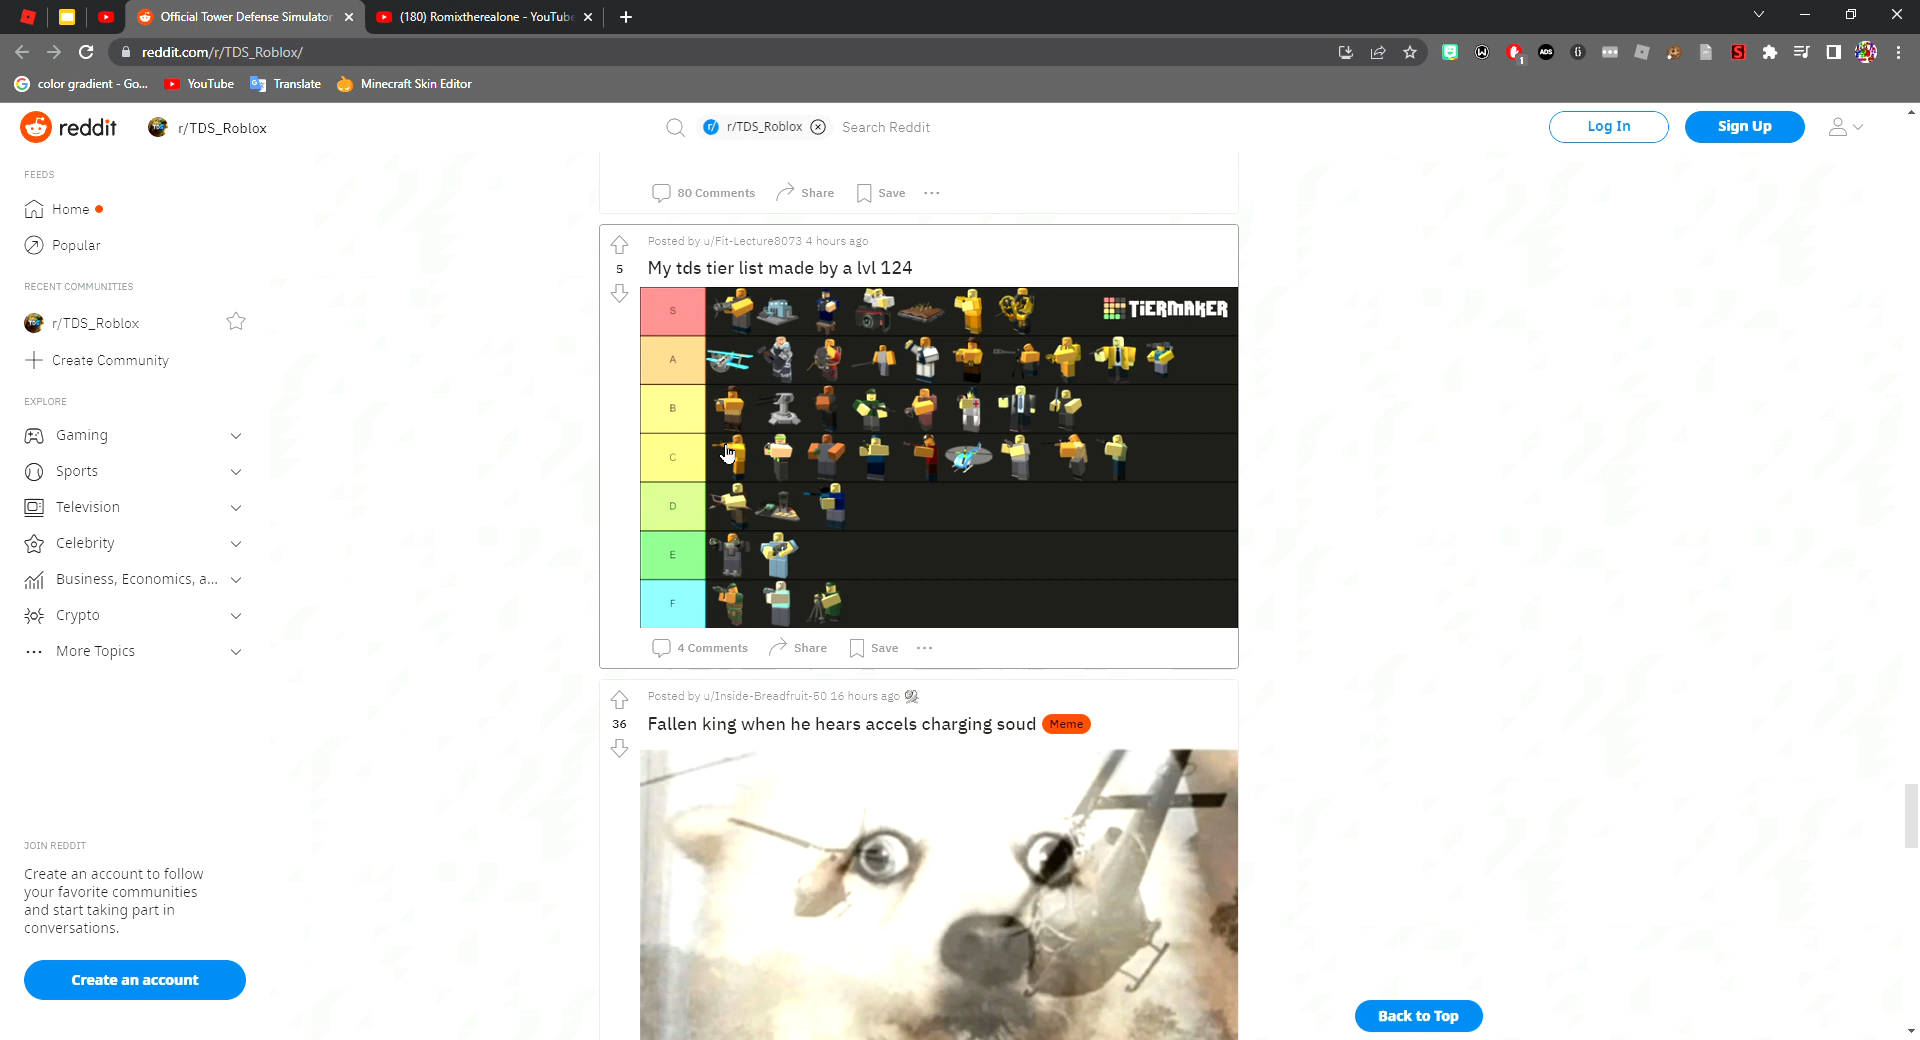 Official Tower Defense Simulator
(180) Romixtherealone - YouTube
reddit.com/r/TDS_Roblox/
ADS
1
color gradient - Go...
YouTube
Translate
Minecraft Skin Editor
reddit
r/TDS_Roblox
r/TDS_Roblox
Search Reddit
Log In
Sign Up
FEEDS
Home
Popular
RECENT COMMUNITIES
r/TDS_Roblox
Create Community
EXPLORE
Gaming
Sports
Television
Celebrity
Business, Economics, a...
Crypto
More Topics
JOIN REDDIT
Create an account to follow
your favorite communities
and start taking part in
conversations.
Create an account
80 Comments
Share
Save
Posted by u/Fit-Lecture8073 4 hours ago
5
My tds tier list made by a lvl 124
S
TiERMAKER
A
B
C
D
E
F
4 Comments
Share
Save
Posted by u/Inside-Breadfruit-50 16 hours ago
36
Fallen king when he hears accels charging soud
Meme
Back to Top